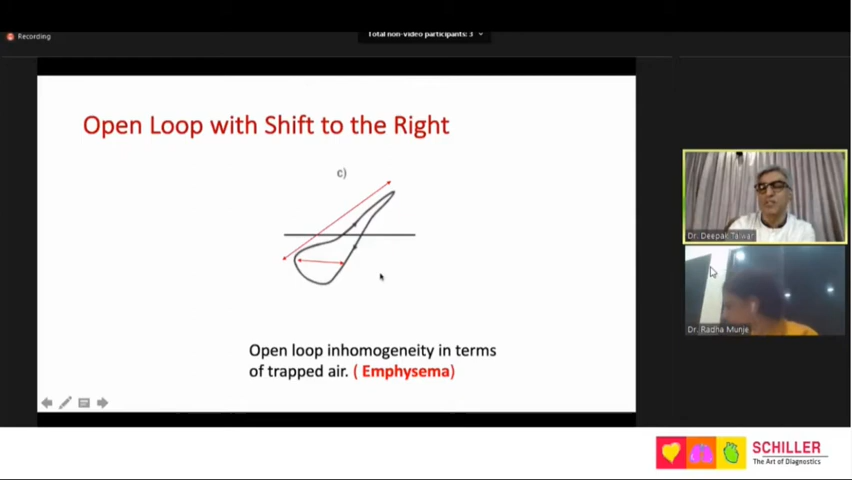 Recording
Total non-video participants: 3
Open Loop with Shift to the Right
c)
Dr. Deepak Talwar
Dr. Radha Munje
Open loop inhomogeneity in terms
of trapped air. ( Emphysema)
SCHILLER
The Art of Diagnostics